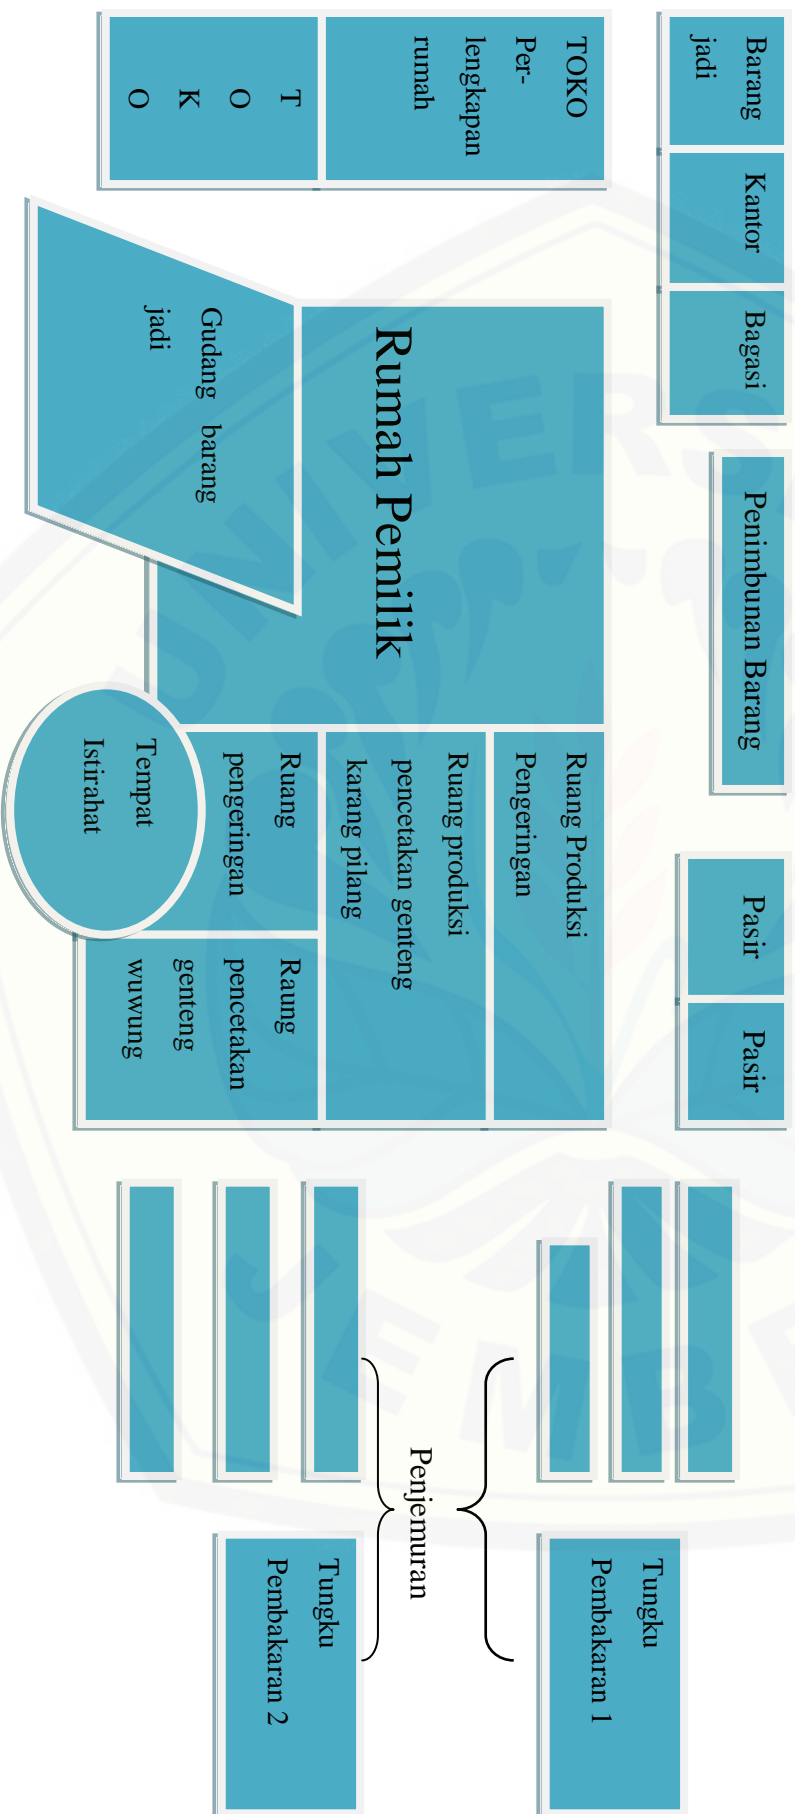 Barang
jadi
Kantor
Bagasi
Penimbunan Barang
Pasir
Pasir
TOKO
Per-
lengkapan
rumah
T
O
K
O
Rumah Pemilik
Gudang barang
jadi
Ruang Produksi
Pengeringan
Ruang produksi
pencetakan genteng
karang pilang
Ruang
pengeringan
Raung
pencetakan
genteng
wuwung
Tempat
Istirahat
Penjemuran
Tungku
Pembakaran 1
Tungku
Pembakaran 2
UNIVERS
JEMBE